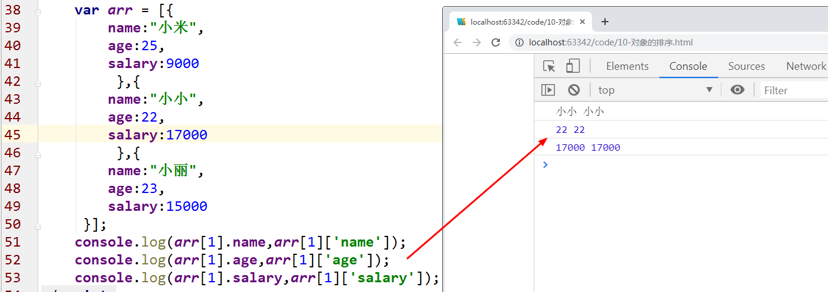 38 var arr = [{
39 name:"小米",
40 age:25,
41 salary:9000
42 },{
43 name:"小小",
44 age:22,
45 salary:17000
46 },{
47 name:"小丽",
48 age:23,
49 salary:15000
50 }];
51 console.log(arr[1].name,arr[1]['name']);
52 console.log(arr[1].age,arr[1]['age']);
53 console.log(arr[1].salary,arr[1]['salary']);
localhost:63342/code/10-对象的
localhost:63342/code/10-对象的排序.html
Elements Console Sources Network
top Filter
小小 小小
22 22
17000 17000